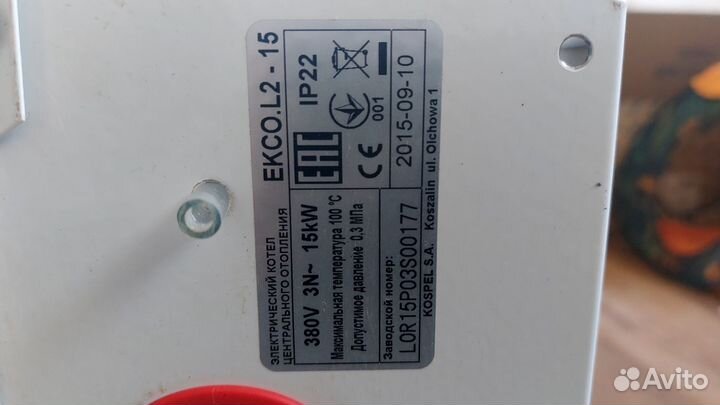 ЭЛЕКТРИЧЕСКИЙ КОТЕЛ
ЦЕНТРАЛЬНОГО ОТОПЛЕНИЯ
EKCO.L2 - 15
380V 3N~ 15kW
Максимальная температура 100 °C
Допустимое давление 0,3 МПа
IP22
EAC
CE
001
Заводской номер:
L0R15P03S00177
2015-09-10
KOSPEL S.A. Koszalin ul. Olchowa 1
Avito